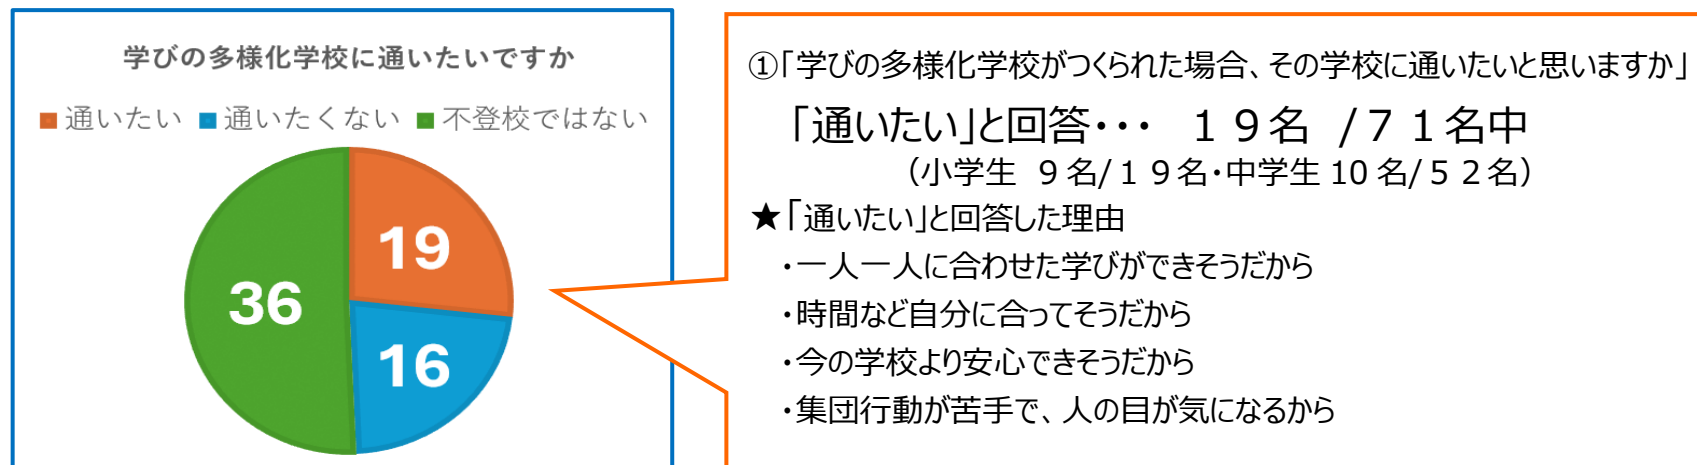 学びの多様化学校に通いたいですか
通いたい 通いたくない 不登校ではない
19
36
16
①「学びの多様化学校がつくられた場合、その学校に通いたいと思いますか」
「通いたい」と回答・・・ １９名 /７１名中
（小学生 ９名/１９名・中学生 10 名/５２名）
★「通いたい」と回答した理由
・一人一人に合わせた学びができそうだから
・時間など自分に合ってそうだから
・今の学校より安心できそうだから
・集団行動が苦手で、人の目が気になるから